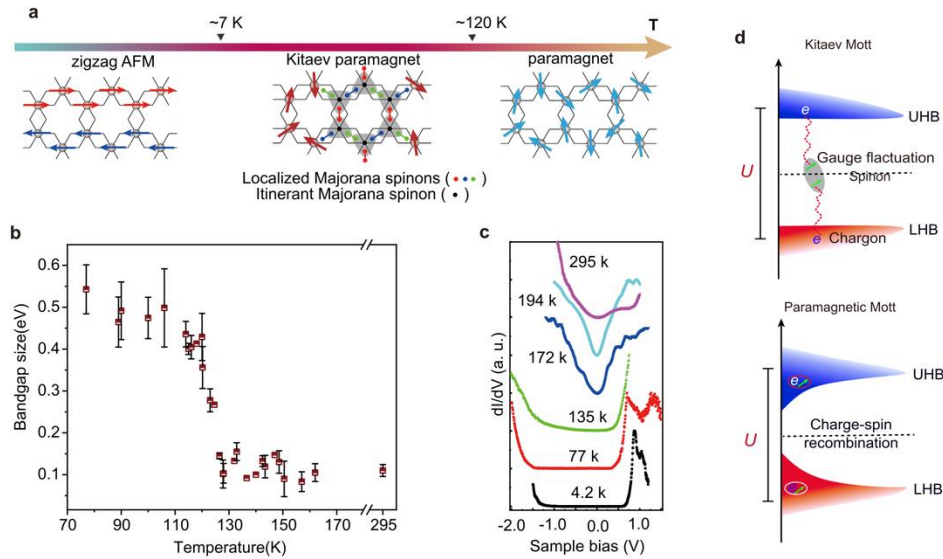 a
~7 K
~120 K
T
zigzag AFM
Kitaev paramagnet
paramagnet
Localized Majorana spinons ( )
Itinerant Majorana spinon ( )
b
0.6
0.5
0.4
0.3
0.2
0.1
0.0
Bandgap size(eV)
70
90
110
130
150
170
295
Temperature(K)
c
295 k
194 k
172 k
135 k
77 k
4.2 k
dI/dV (a. u.)
-2.0
-1.0
0.0
1.0
Sample bias (V)
d
Kitaev Mott
e
UHB
Gauge flactuation
Spinon
U
LHB
e
Chargon
Paramagnetic Mott
UHB
e
Charge-spin
recombination
U
LHB